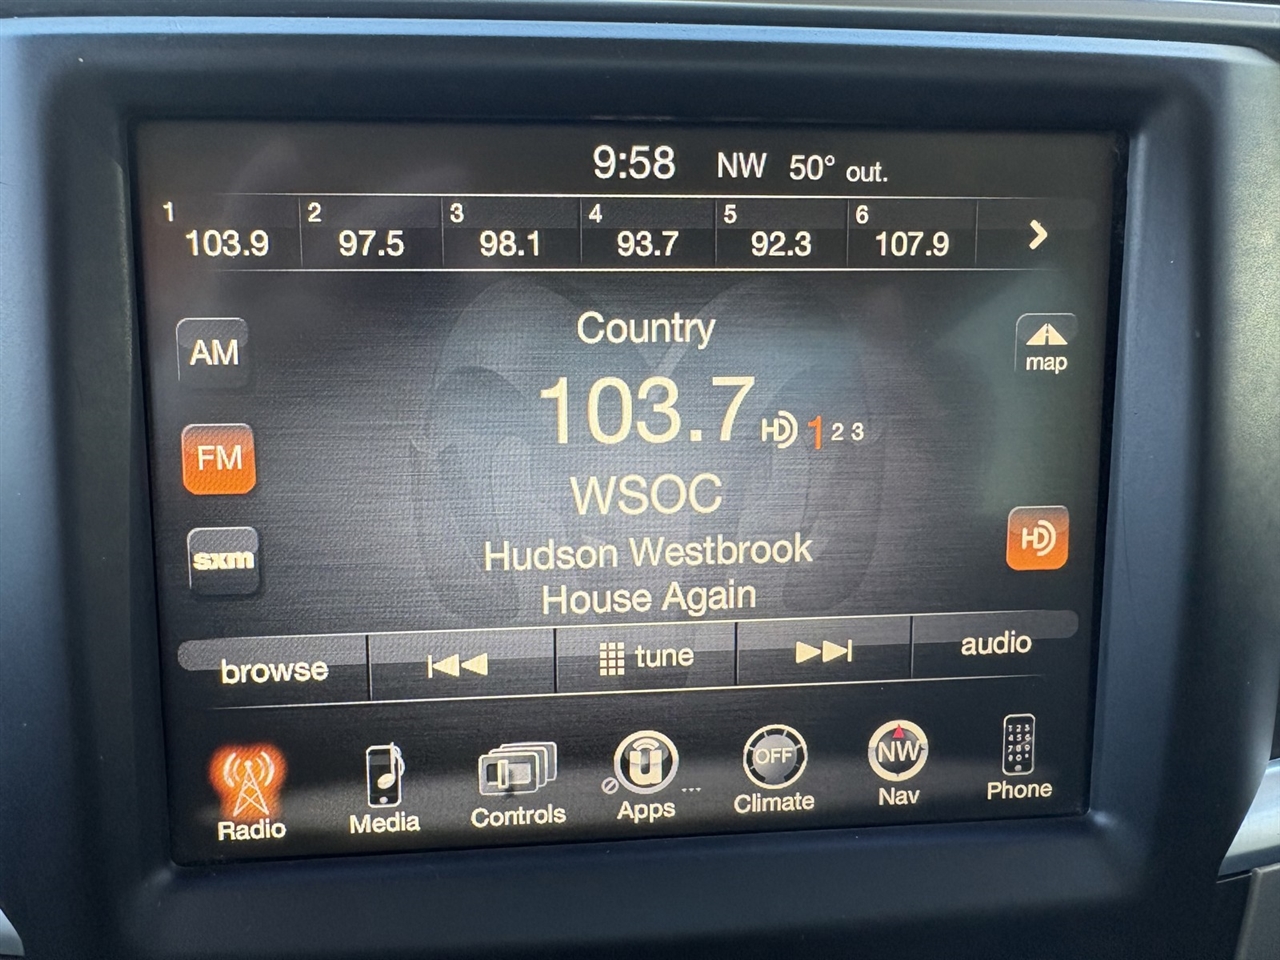 9:58 NW 50° out.
1 2 3 4 5 6
103.9 97.5 98.1 93.7 92.3 107.9
Country
AM
map
103.7 HD 1 2 3
FM
WSOC
HD
sxm
Hudson Westbrook
House Again
browse tune audio
OFF NW
Radio Media Controls Apps Climate Nav Phone